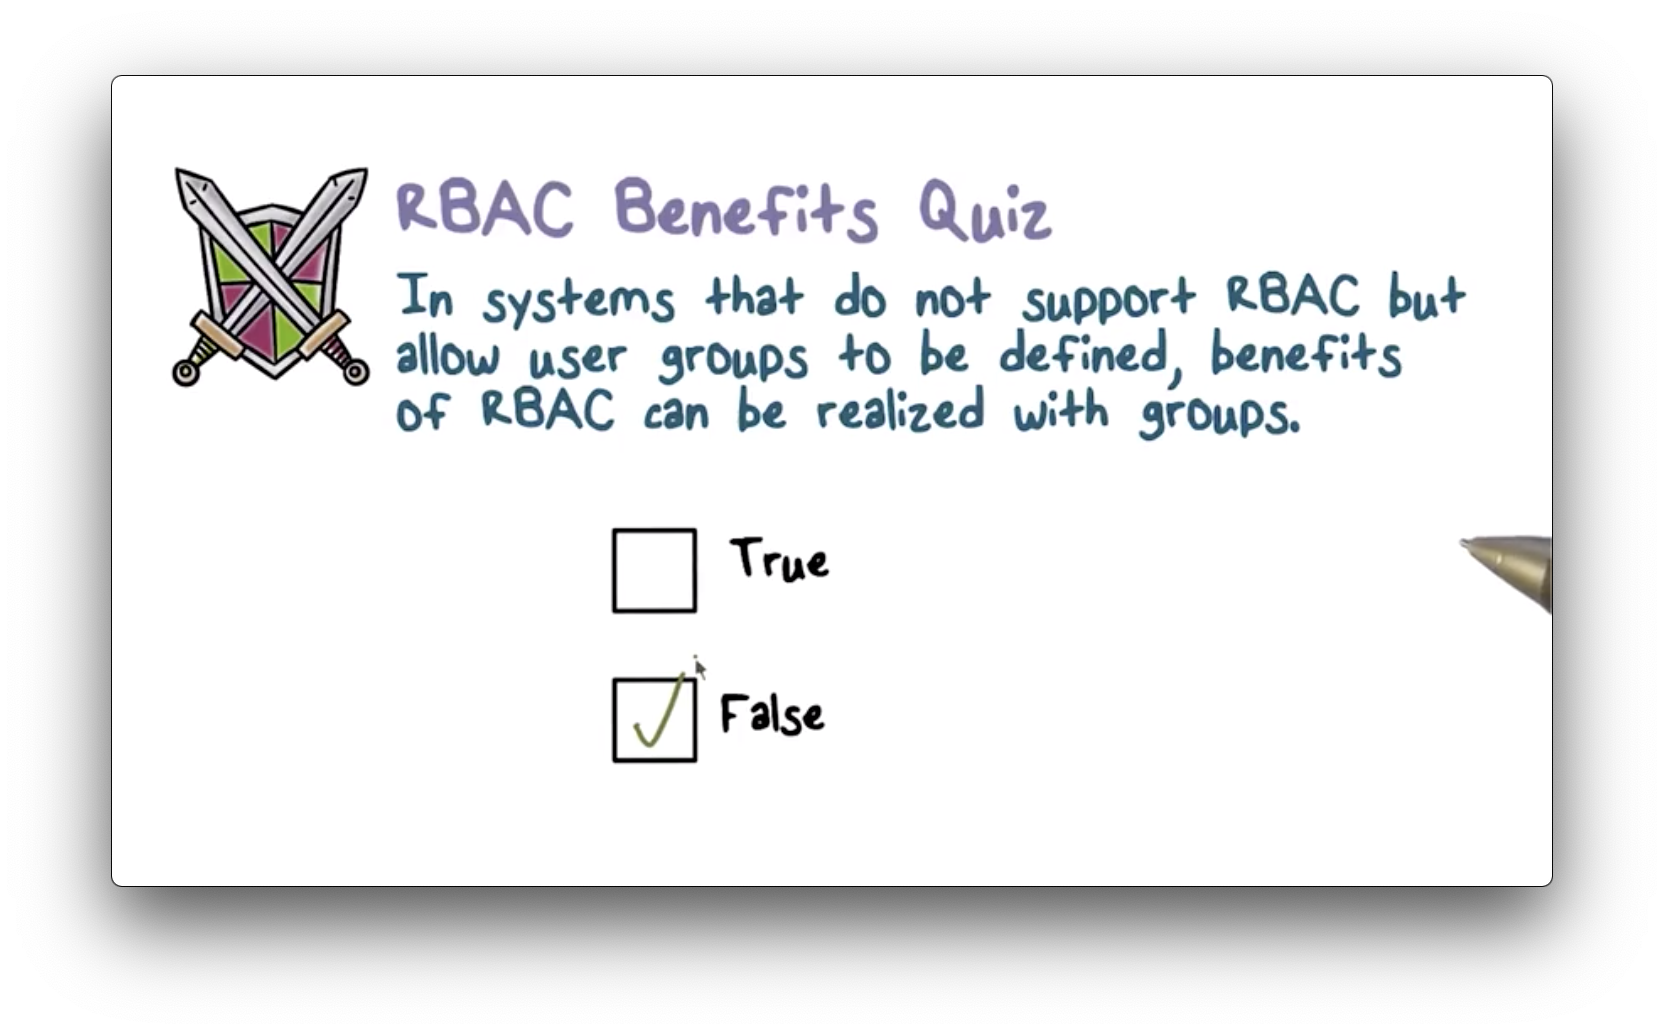 RBAC Benefits Quiz
In systems that do not support RBAC but
allow user groups to be defined, benefits
of RBAC can be realized with groups.
True
False